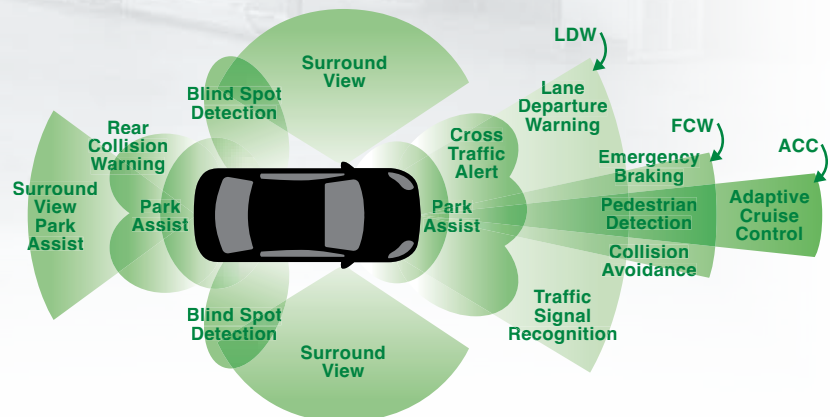 LDW
Surround
View
Lane
Departure
Warning
Blind Spot
Detection
Rear
Collision
Warning
Cross
Traffic
Alert
FCW
ACC
Emergency
Braking
Surround
View
Park
Assist
Park
Assist
Park
Assist
Pedestrian
Detection
Adaptive
Cruise
Control
Collision
Avoidance
Traffic
Signal
Recognition
Blind Spot
Detection
Surround
View